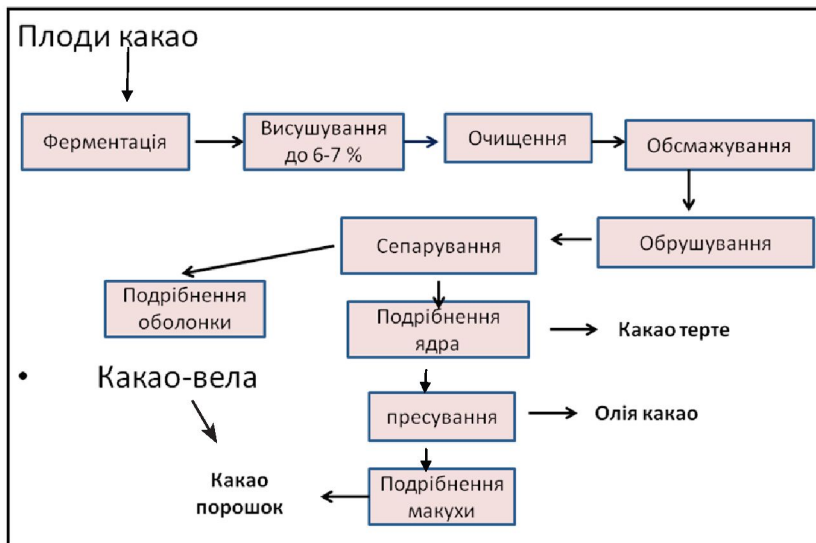 Плоди какао
Ферментація
Висушування
до 6-7 %
Очищення
Обсмажування
Обрушування
Сепарування
Подрібнення
оболонки
Подрібнення
ядра
Какао терте
• Какао-вела
пресування
Олія какао
Подрібнення
макухи
Какао
порошок